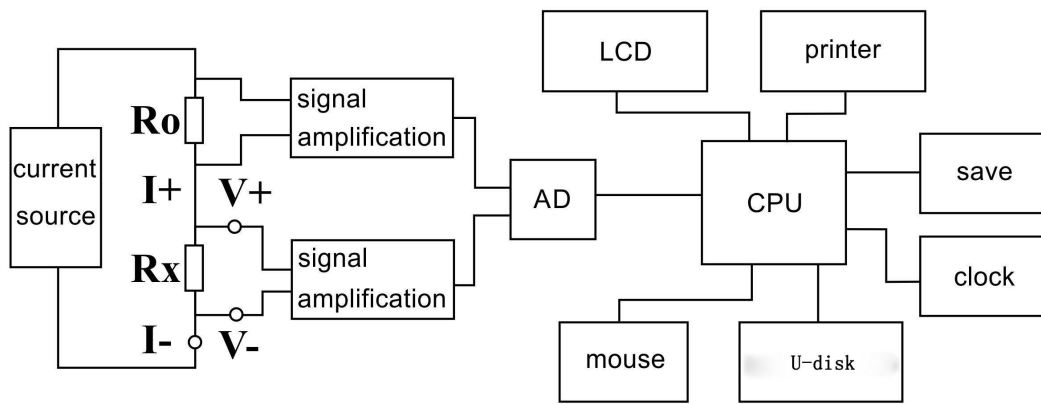 LCD
printer
Ro
signal
amplification
current
source
I+
V+
AD
CPU
save
Rx
signal
amplification
clock
I-
V-
mouse
U-disk